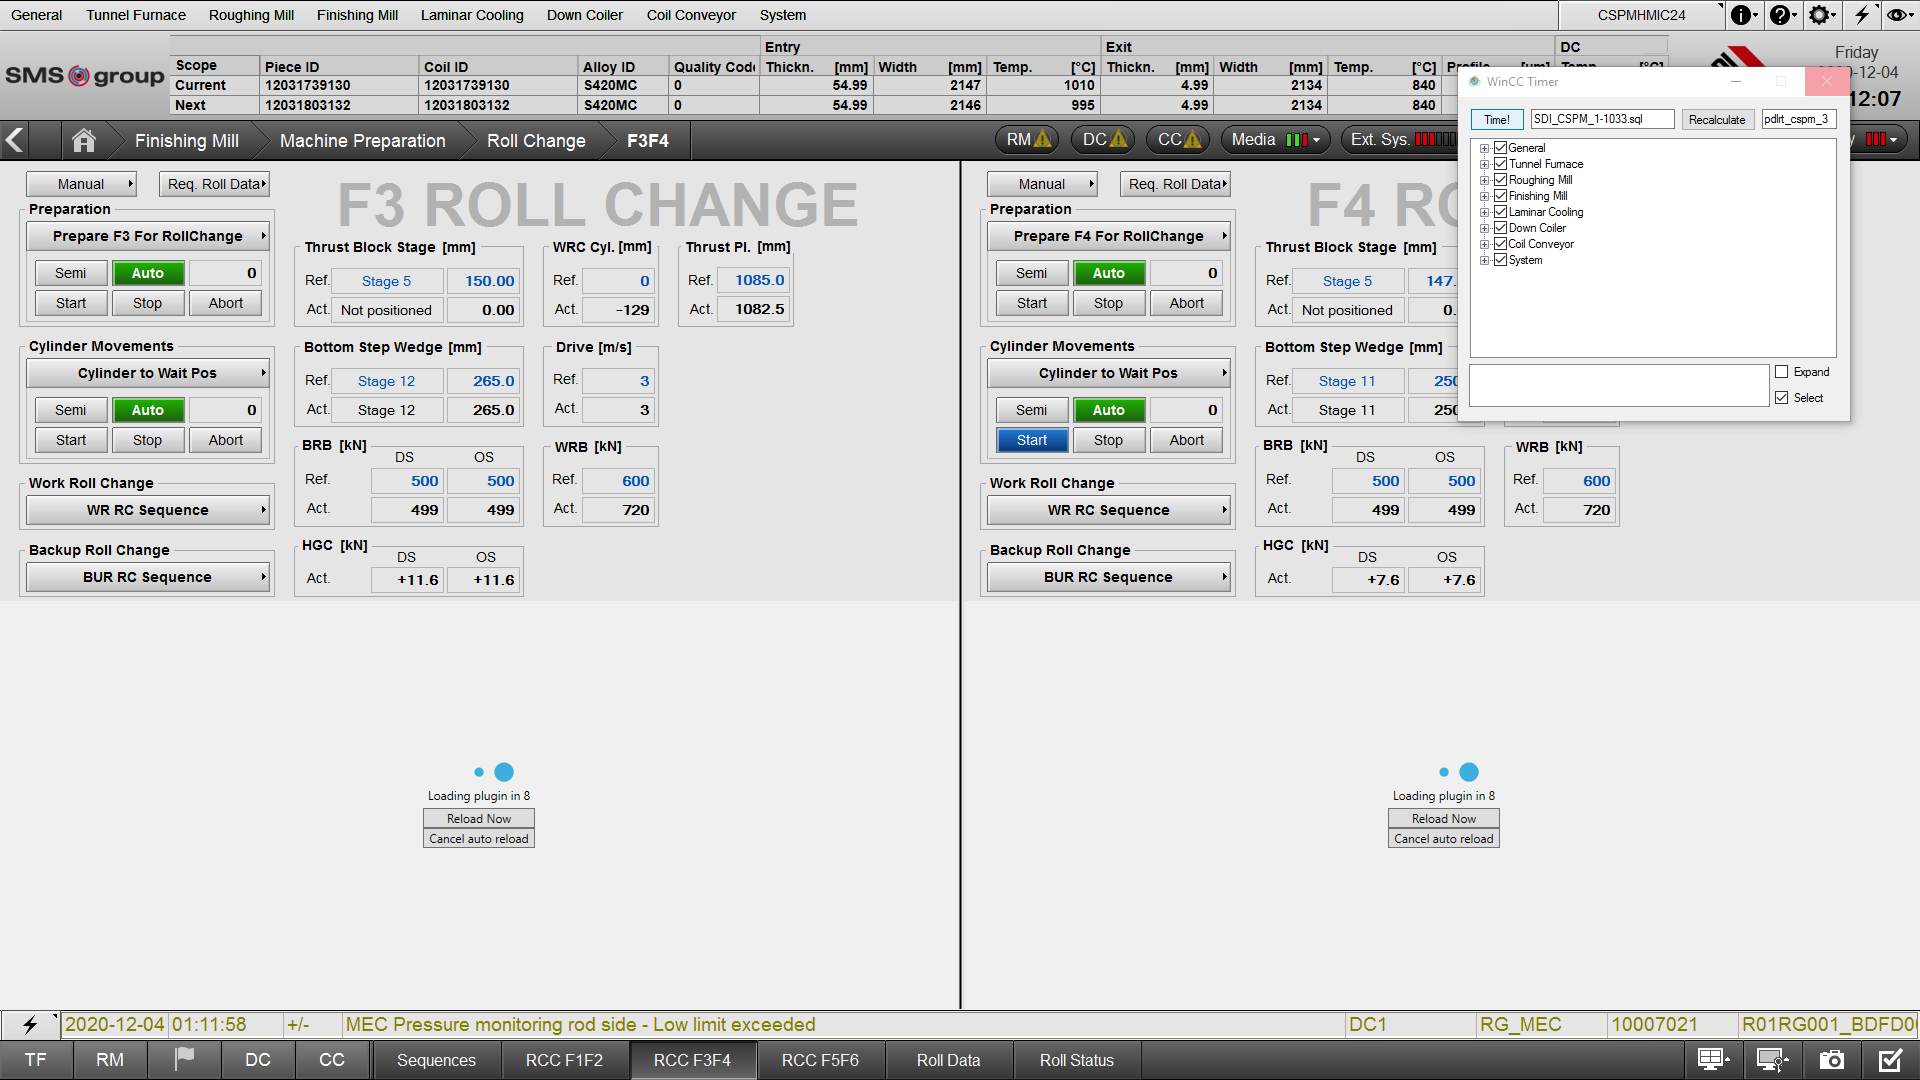 General Tunnel Furnace Roughing Mill Finishing Mill Laminar Cooling Down Coiler Coil Conveyor System CSPMHMIC24
SMS group
Entry Exit DC
Scope Piece ID Coil ID Alloy ID Quality Code Thickn. [mm] Width [mm] Temp. [°C] Thickn. [mm] Width [mm] Temp. [°C]
Current 12031739130 12031739130 S420MC 0 54.99 2147 1010 4.99 2134 840
Next 12031803132 12031803132 S420MC 0 54.99 2146 995 4.99 2134 840
Friday
-12-04
12:07
Finishing Mill Machine Preparation Roll Change F3F4 RM DC CC Media Ext. Sys.
WinCC Timer
Time! SDI_CSPM_1-1033.sql Recalculate pdlrt_cspm_3
General
Tunnel Furnace
Roughing Mill
Finishing Mill
Laminar Cooling
Down Coiler
Coil Conveyor
System
Expand
Select
Manual Req. Roll Data
F3 ROLL CHANGE
Preparation
Prepare F3 For RollChange
Semi Auto 0
Start Stop Abort
Cylinder Movements
Cylinder to Wait Pos
Semi Auto 0
Start Stop Abort
Work Roll Change
WR RC Sequence
Backup Roll Change
BUR RC Sequence
Thrust Block Stage [mm]
Ref. Stage 5 150.00
Act. Not positioned 0.00
WRC Cyl. [mm]
Ref. 0
Act. -129
Thrust Pl. [mm]
Ref. 1085.0
Act. 1082.5
Bottom Step Wedge [mm]
Ref. Stage 12 265.0
Act. Stage 12 265.0
Drive [m/s]
Ref. 3
Act. 3
BRB [kN]
DS OS
Ref. 500 500
Act. 499 499
WRB [kN]
Ref. 600
Act. 720
HGC [kN]
DS OS
Act. +11.6 +11.6
Loading plugin in 8
Reload Now
Cancel auto reload
Manual Req. Roll Data
F4 RO
Preparation
Prepare F4 For RollChange
Semi Auto 0
Start Stop Abort
Cylinder Movements
Cylinder to Wait Pos
Semi Auto 0
Start Stop Abort
Work Roll Change
WR RC Sequence
Backup Roll Change
BUR RC Sequence
Thrust Block Stage [mm]
Ref. Stage 5 147.
Act. Not positioned 0.
Bottom Step Wedge [mm]
Ref. Stage 11 250
Act. Stage 11 250
BRB [kN]
DS OS
Ref. 500 500
Act. 499 499
WRB [kN]
Ref. 600
Act. 720
HGC [kN]
DS OS
Act. +7.6 +7.6
Loading plugin in 8
Reload Now
Cancel auto reload
2020-12-04 01:11:58 +/- MEC Pressure monitoring rod side - Low limit exceeded DC1 RG_MEC 10007021 R01RG001_BDFD0
TF RM DC CC Sequences RCC F1F2 RCC F3F4 RCC F5F6 Roll Data Roll Status